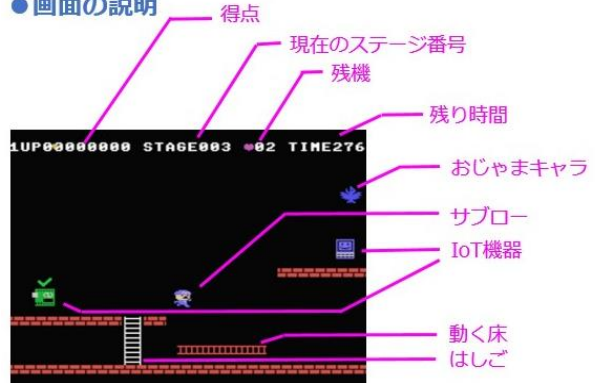 ●画面の説明
得点
現在のステージ番号
残機
残り時間
1UP00000000 STAGE003 ♥02 TIME276
おじゃまキャラ
サブロー
IoT機器
動く床
はしご